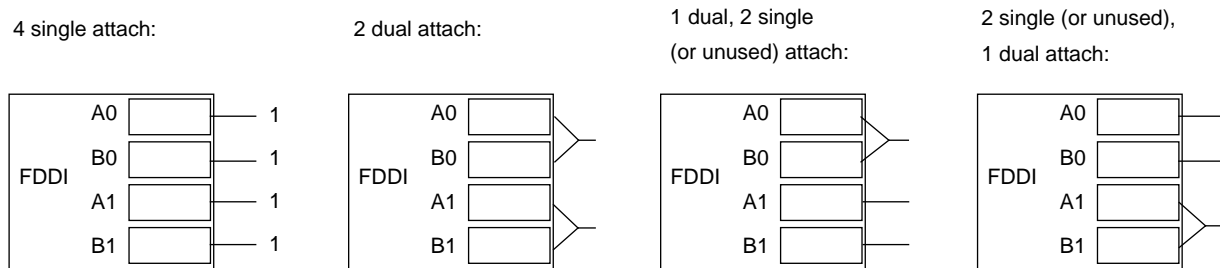 4 single attach:
2 dual attach:
1 dual, 2 single
(or unused) attach:
2 single (or unused),
1 dual attach:
FDDI
A0
1
B0
1
A1
1
B1
1
FDDI
A0
B0
A1
B1
FDDI
A0
B0
A1
B1
FDDI
A0
B0
A1
B1